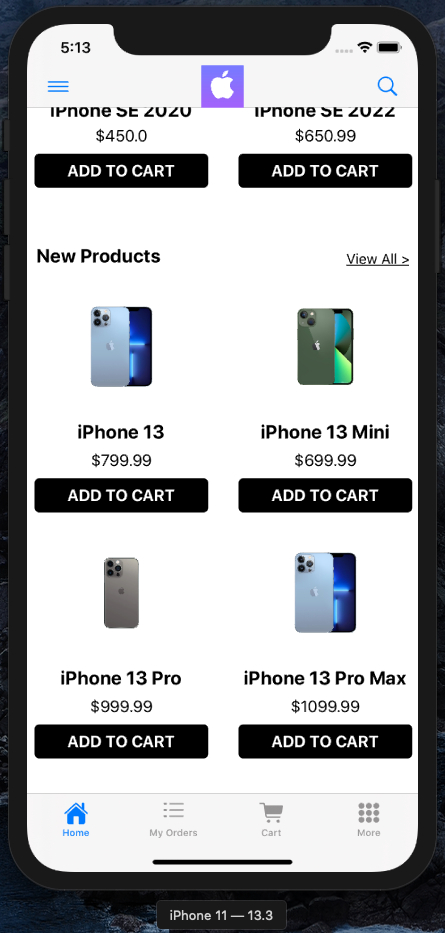 5:13
iPhone SE 2020 iPhone SE 2022
$450.0 $650.99
ADD TO CART ADD TO CART
New Products View All >
iPhone 13 iPhone 13 Mini
$799.99 $699.99
ADD TO CART ADD TO CART
iPhone 13 Pro iPhone 13 Pro Max
$999.99 $1099.99
ADD TO CART ADD TO CART
Home My Orders Cart More
iPhone 11 — 13.3